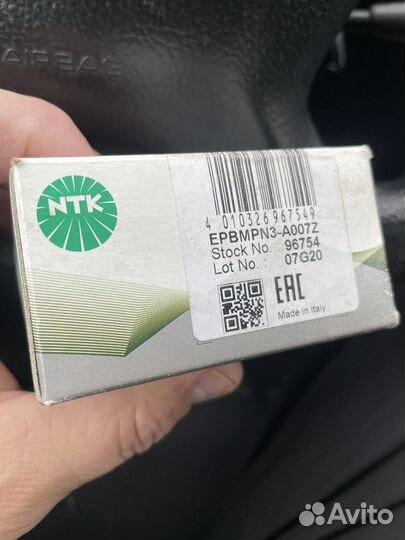 AIRBAG
NTK
4 010326 967549
EPBMPN3-A007Z
Stock No. : 96754
Lot No. : 07G20
EAC
Made in Italy
Avito